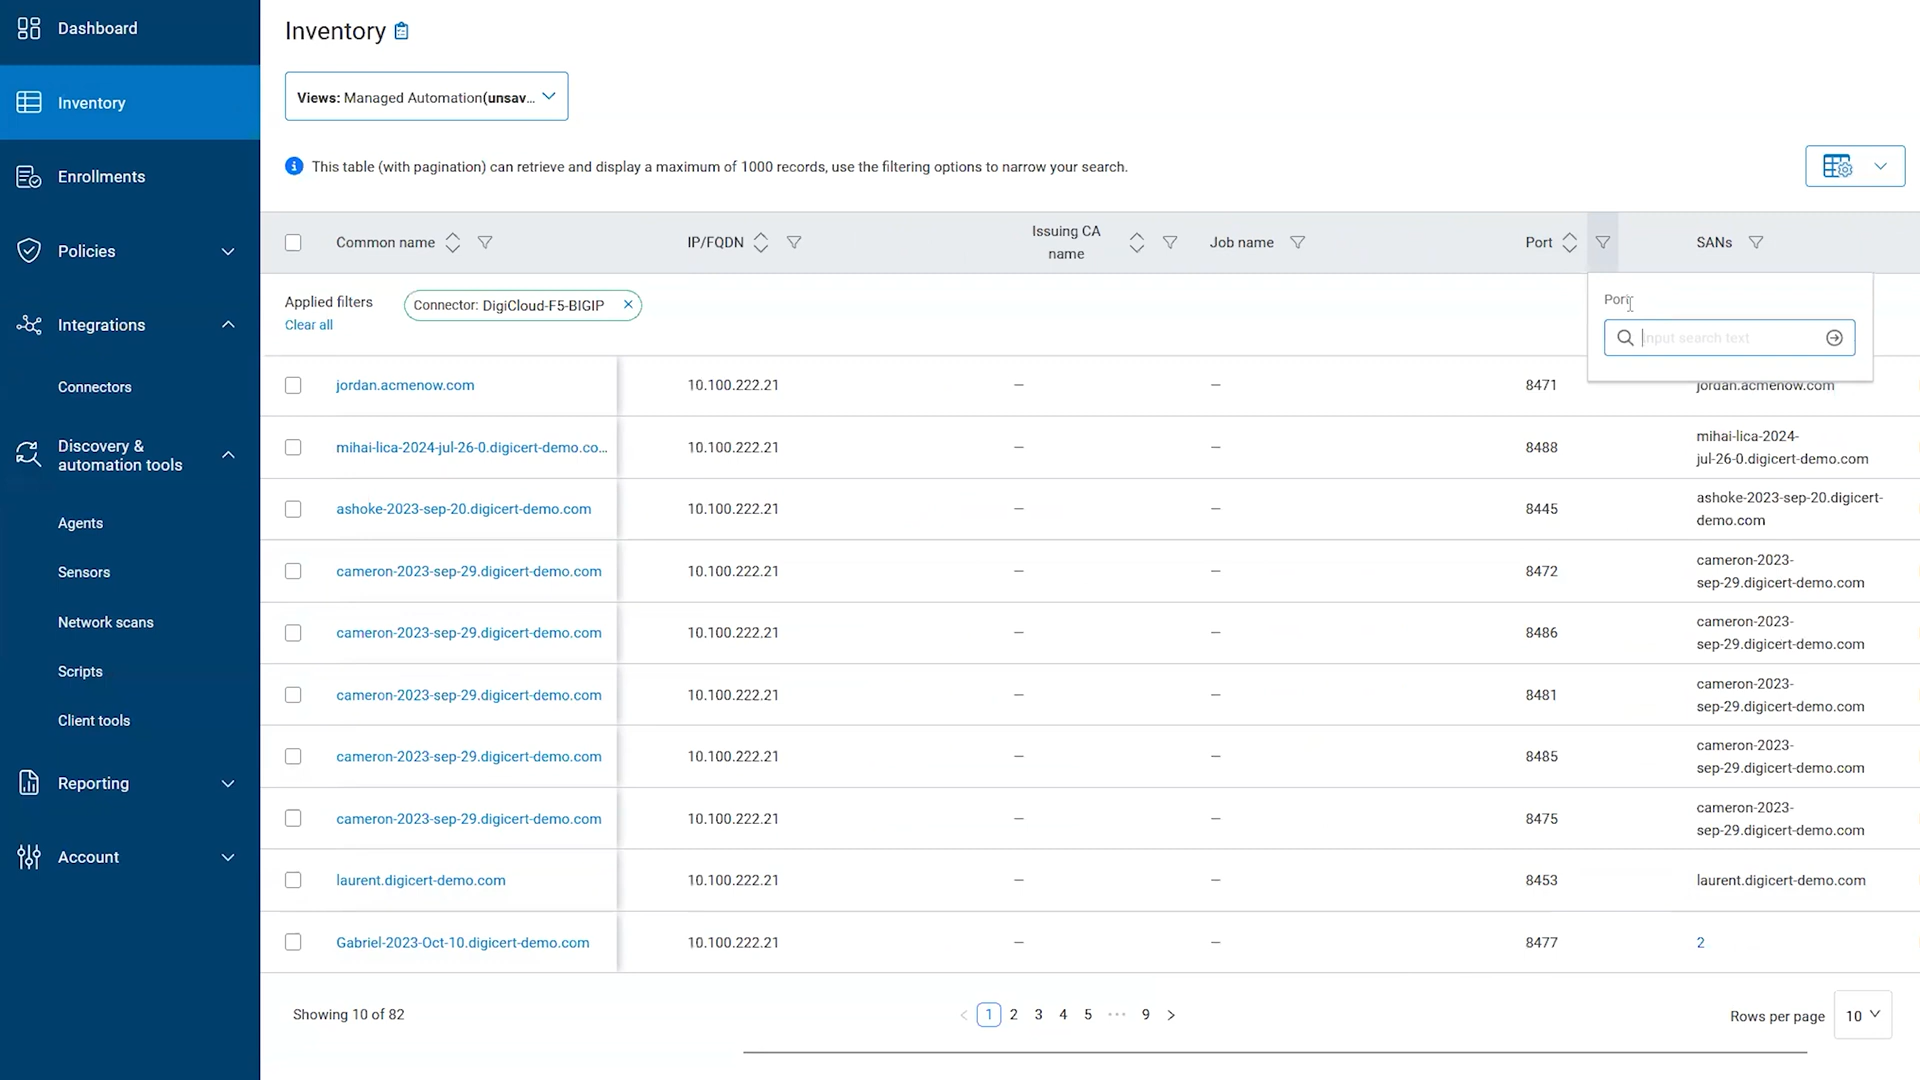 Dashboard
Inventory
Enrollments
Policies
Integrations
Connectors
Discovery &
automation tools
Agents
Sensors
Network scans
Scripts
Client tools
Reporting
Account
Inventory
Views: Managed Automation(unsav...
This table (with pagination) can retrieve and display a maximum of 1000 records, use the filtering options to narrow your search.
Common name
IP/FQDN
Issuing CA
name
Job name
Port
SANs
Applied filters
Clear all
Connector: DigiCloud-F5-BIGIP
Port
Input search text
jordan.acmenow.com 10.100.222.21 – – 8471 jordan.acmenow.com
mihai-lica-2024-jul-26-0.digicert-demo.co... 10.100.222.21 – – 8488 mihai-lica-2024-
jul-26-0.digicert-demo.com
ashoke-2023-sep-20.digicert-demo.com 10.100.222.21 – – 8445 ashoke-2023-sep-20.digicert-
demo.com
cameron-2023-sep-29.digicert-demo.com 10.100.222.21 – – 8472 cameron-2023-
sep-29.digicert-demo.com
cameron-2023-sep-29.digicert-demo.com 10.100.222.21 – – 8486 cameron-2023-
sep-29.digicert-demo.com
cameron-2023-sep-29.digicert-demo.com 10.100.222.21 – – 8481 cameron-2023-
sep-29.digicert-demo.com
cameron-2023-sep-29.digicert-demo.com 10.100.222.21 – – 8485 cameron-2023-
sep-29.digicert-demo.com
cameron-2023-sep-29.digicert-demo.com 10.100.222.21 – – 8475 cameron-2023-
sep-29.digicert-demo.com
laurent.digicert-demo.com 10.100.222.21 – – 8453 laurent.digicert-demo.com
Gabriel-2023-Oct-10.digicert-demo.com 10.100.222.21 – – 8477 2
Showing 10 of 82
1 2 3 4 5 ••• 9
Rows per page 10